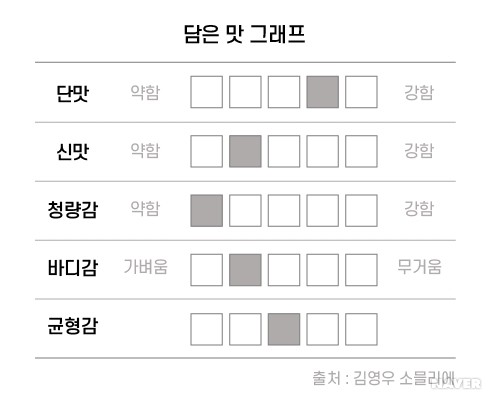 담은 맛 그래프
단맛 약함 강함
신맛 약함 강함
청량감 약함 강함
바디감 가벼움 무거움
균형감
출처 : 김영우 소믈리에
NAVER